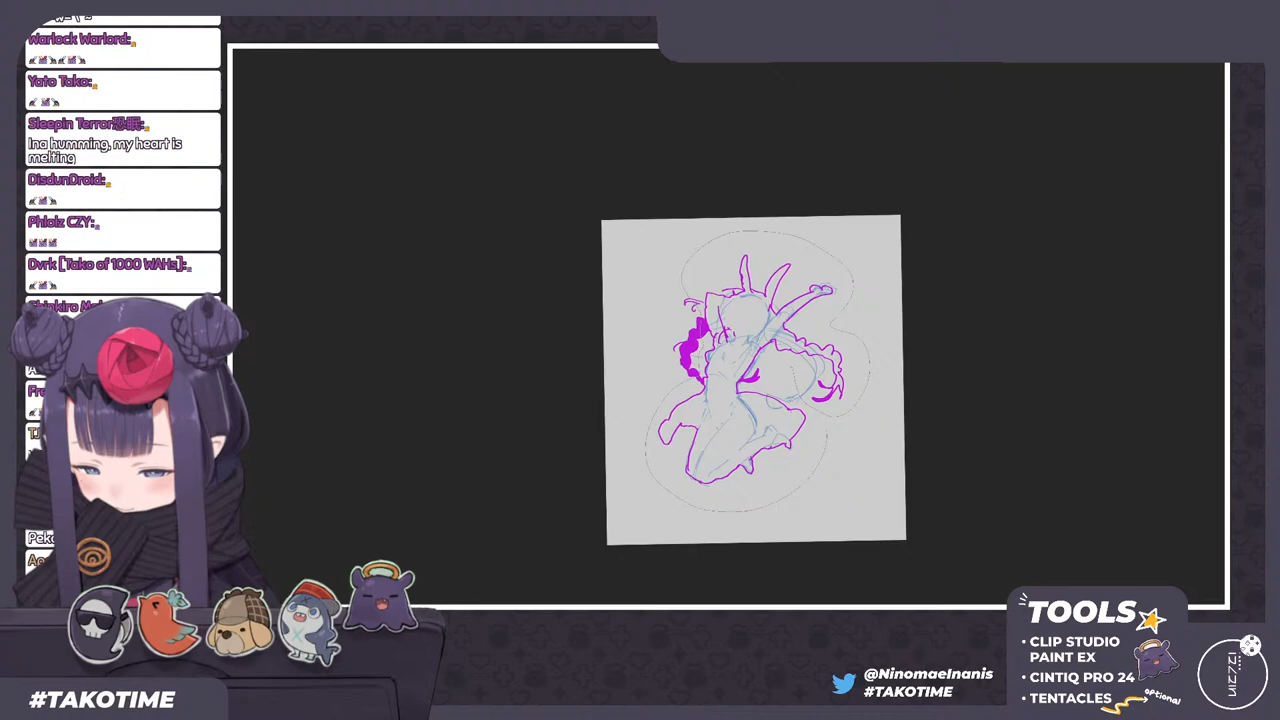 Warlock Warlord:
Yato Tako:
Sleepin Terror恐眠:
Ina humming, my heart is
melting
DisdunDroid:
Phlolz CZY:
Dvrk [Tako of 1000 WAHs]:
#TAKOTIME
@NinomaeInanis
#TAKOTIME
TOOLS
• CLIP STUDIO
PAINT EX
• CINTIQ PRO 24
• TENTACLES
optional